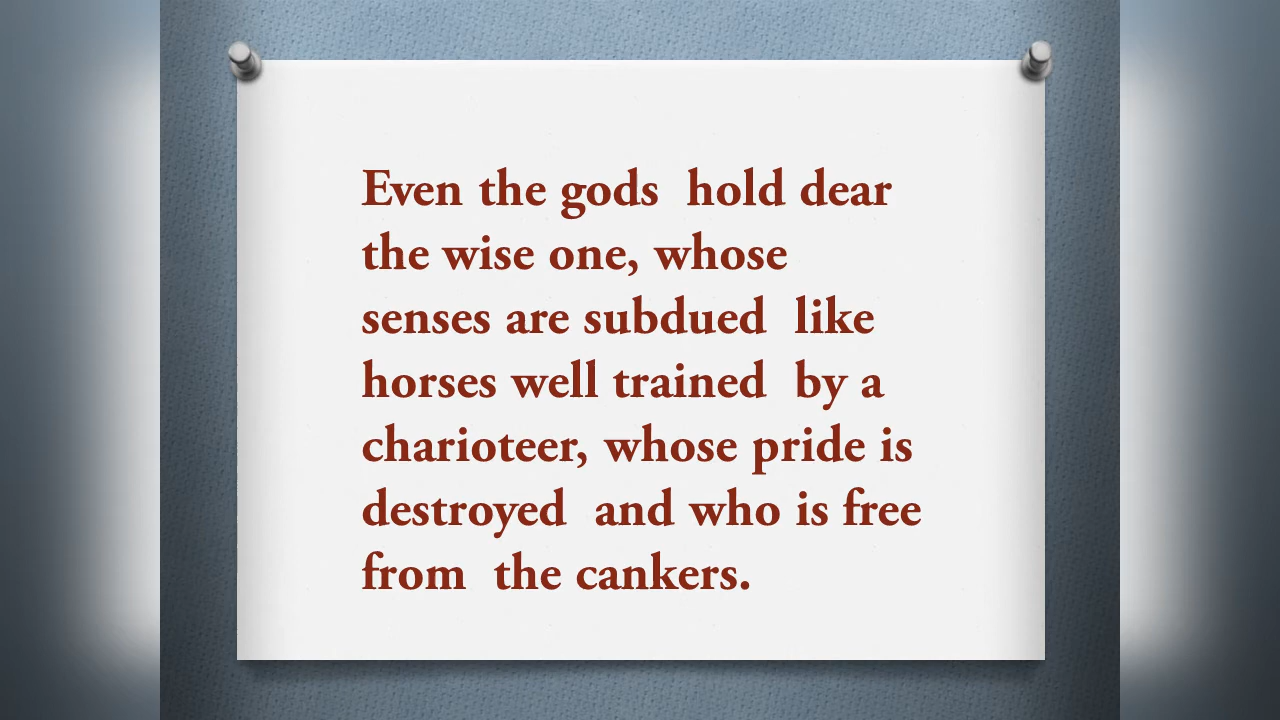 Even the gods hold dear
the wise one, whose
senses are subdued like
horses well trained by a
charioteer, whose pride is
destroyed and who is free
from the cankers.